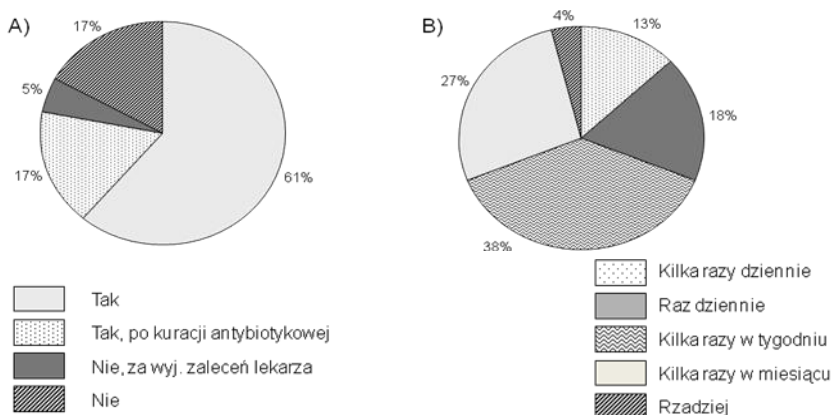 A)
17%
5%
17%
61%
Tak
Tak, po kuracji antybiotykowej
Nie, za wyj. zaleceń lekarza
Nie
B)
4%
13%
27%
18%
38%
Kilka razy dziennie
Raz dziennie
Kilka razy w tygodniu
Kilka razy w miesiącu
Rzadziej